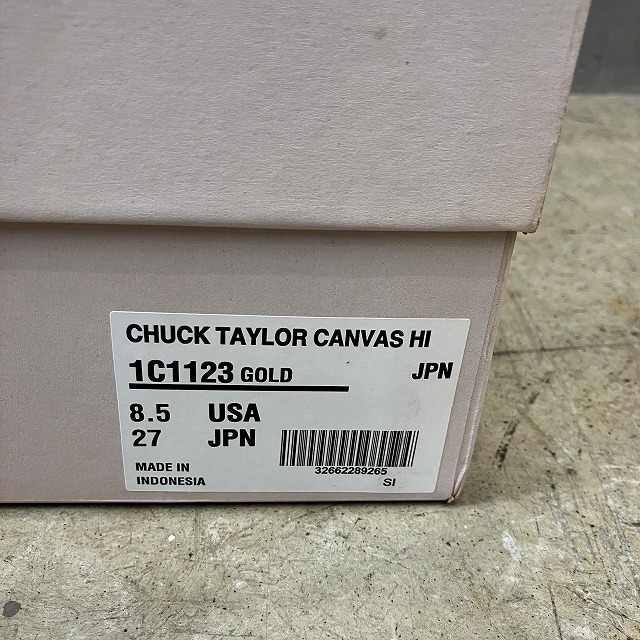 CHUCK TAYLOR CANVAS HI
1C1123 GOLD JPN
8.5 USA
27 JPN
32662289265
MADE IN
INDONESIA
SI